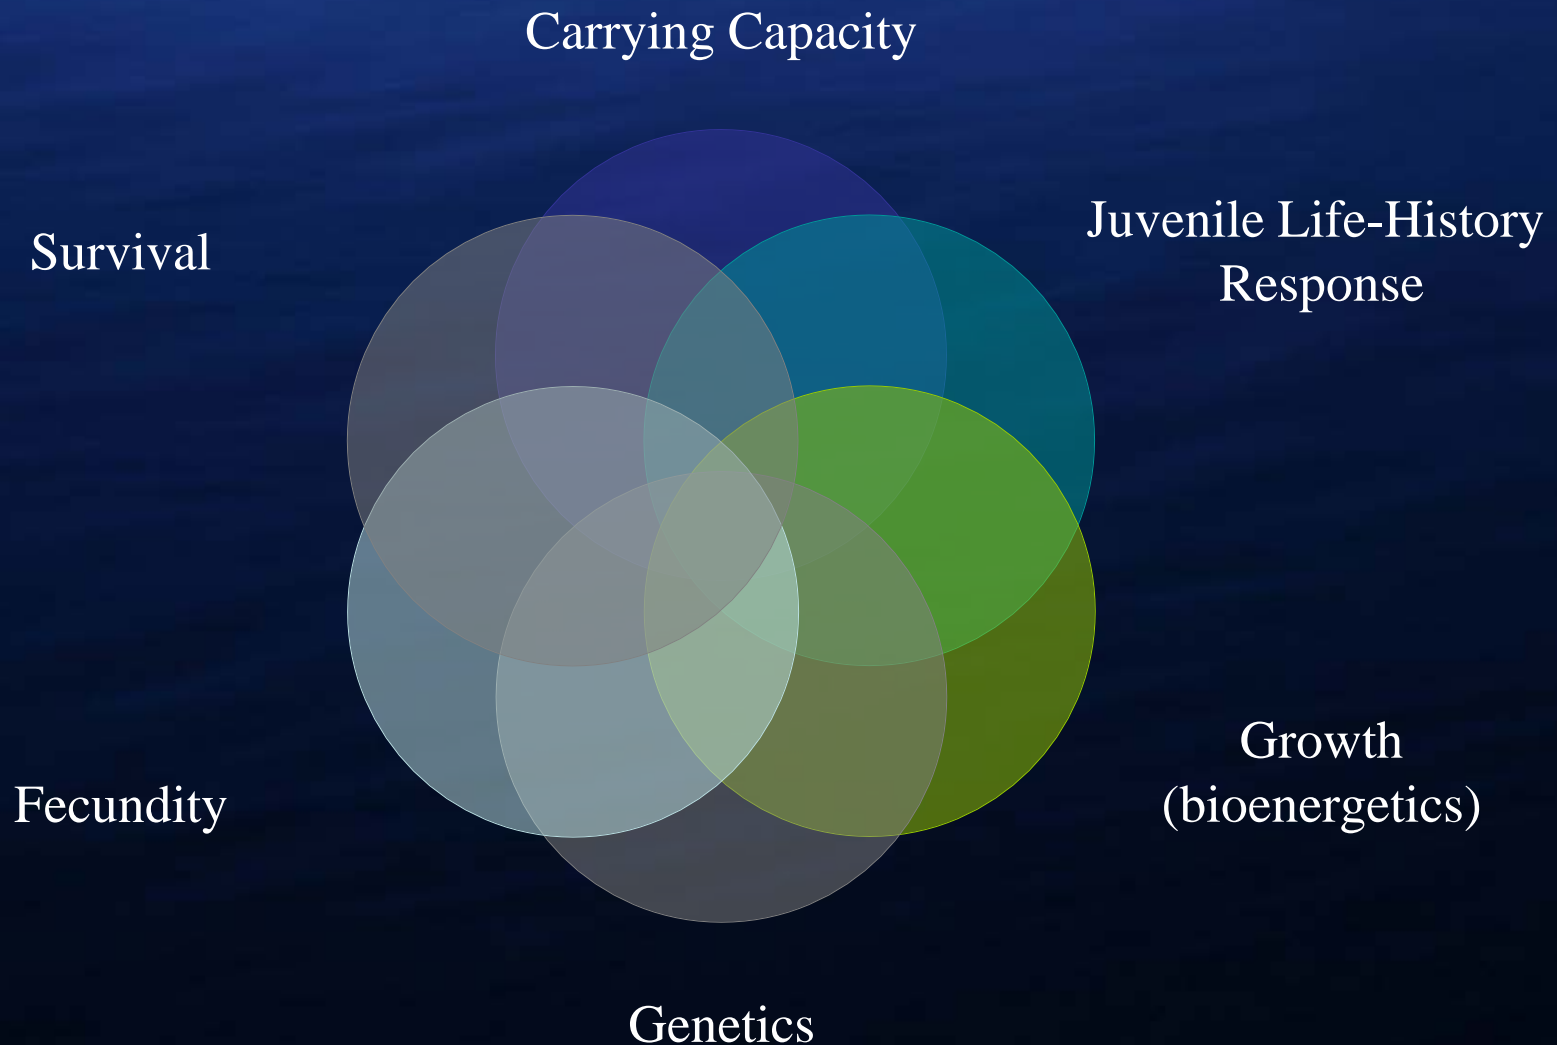 Carrying Capacity
Juvenile Life-History
Response
Survival
Growth
(bioenergetics)
Fecundity
Genetics